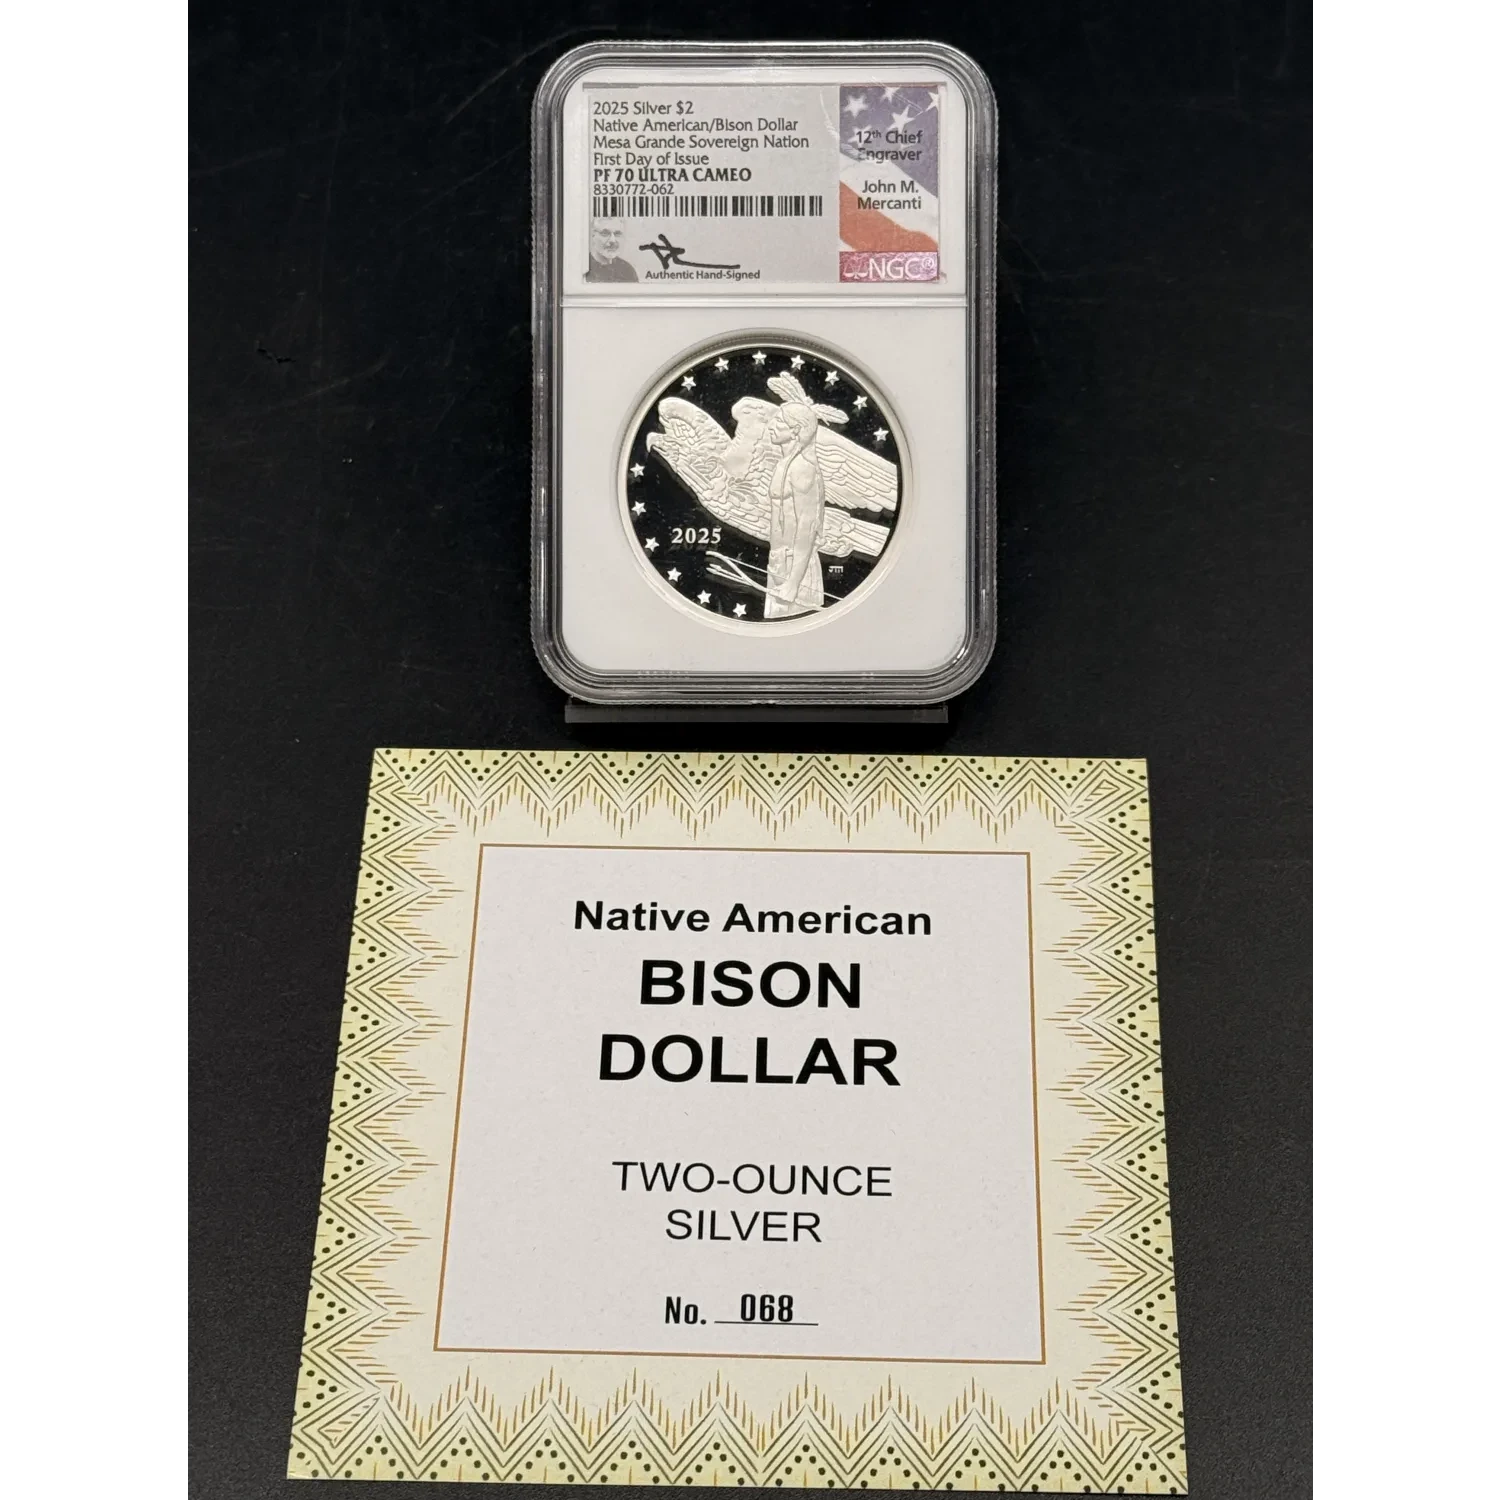 2025 Silver $2
Native American/Bison Dollar
Mesa Grande Sovereign Nation
First Day of Issue
PF 70 ULTRA CAMEO
8330772-062
Authentic Hand-Signed
12th Chief
Engraver
John M.
Mercanti
NGC®
2025
JM
Native American
BISON
DOLLAR
TWO-OUNCE
SILVER
No. 068